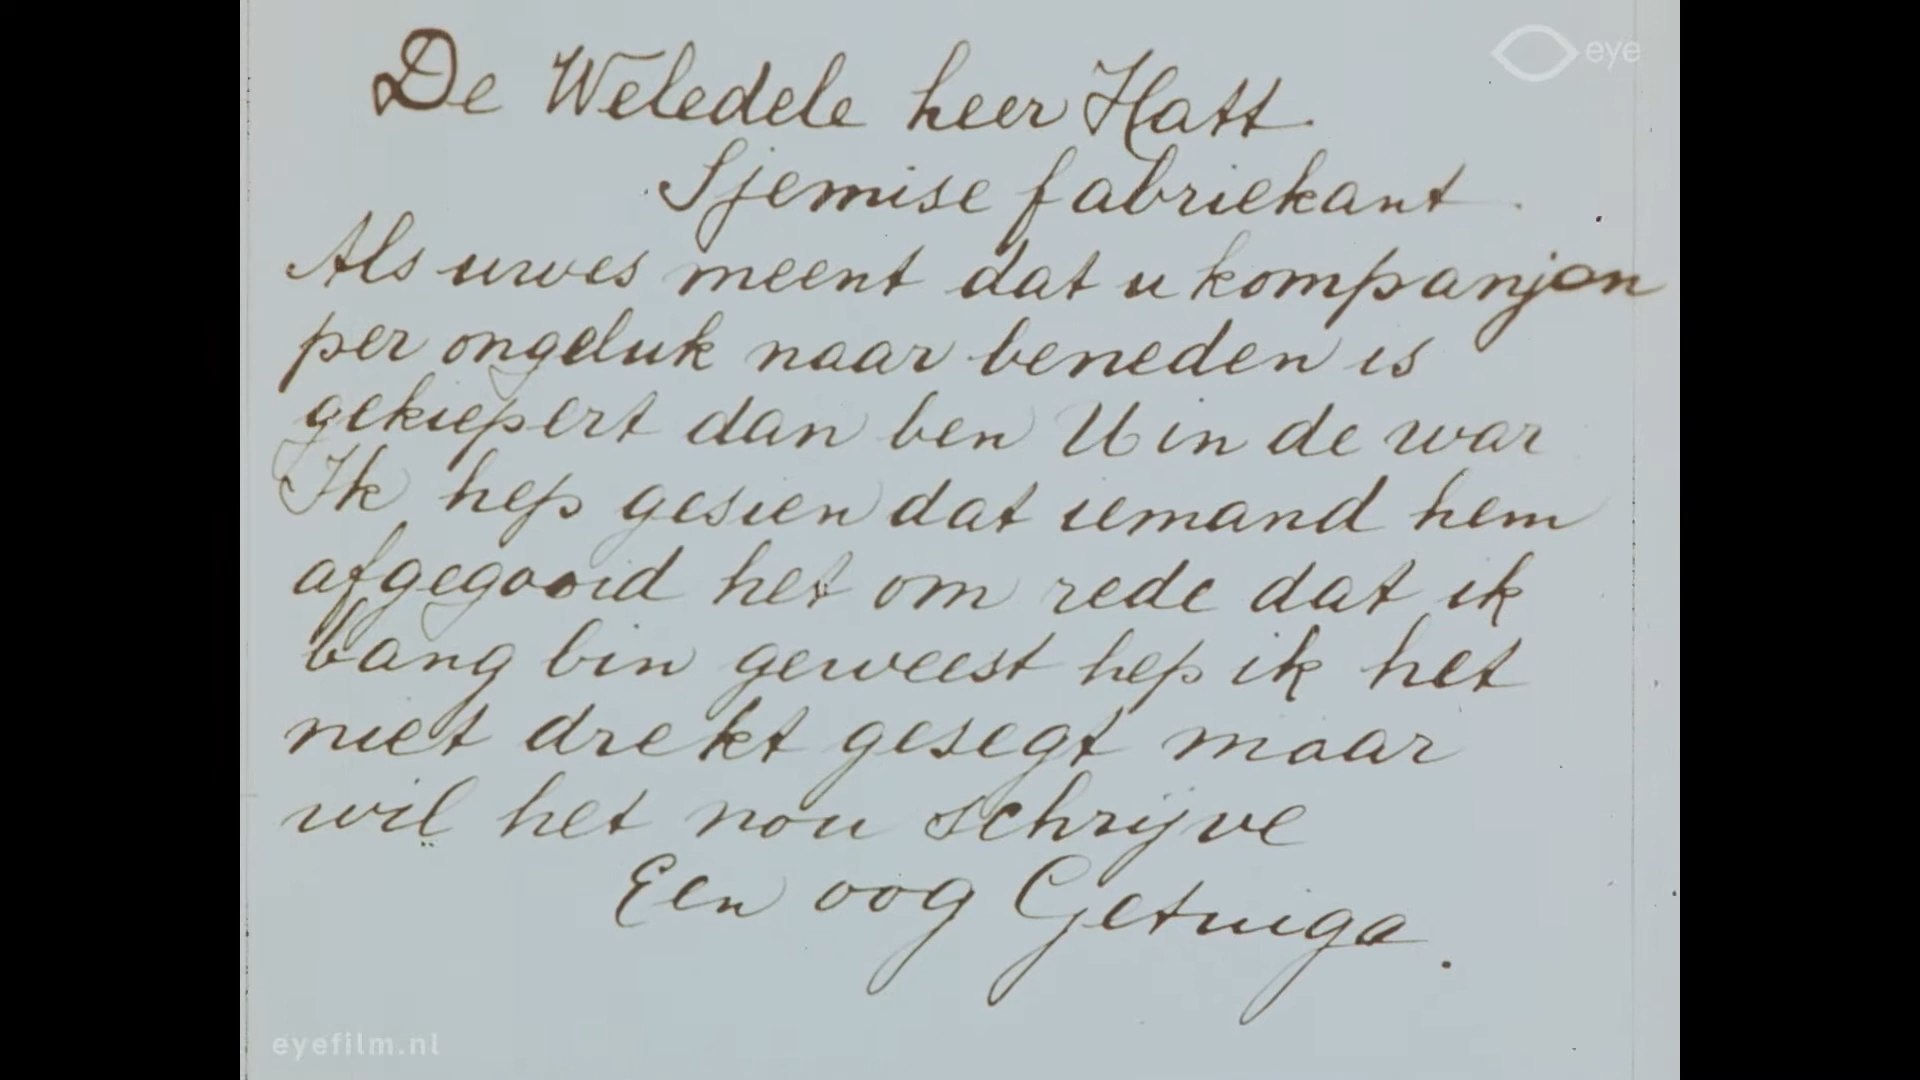 eye
De Weledele heer Hatt.
Sjemise fabriekant.
Als uwes meent dat u kompanjon
per ongeluk naar beneden is
gekiepert dan ben U in de war
Ik hep gesien dat iemand hem
afgegooid het om rede dat ik
bang bin geweest hep ik het
niet drekt gesegt maar
wil het nou schrijve
Een oog Getuiga.
eyefilm.nl